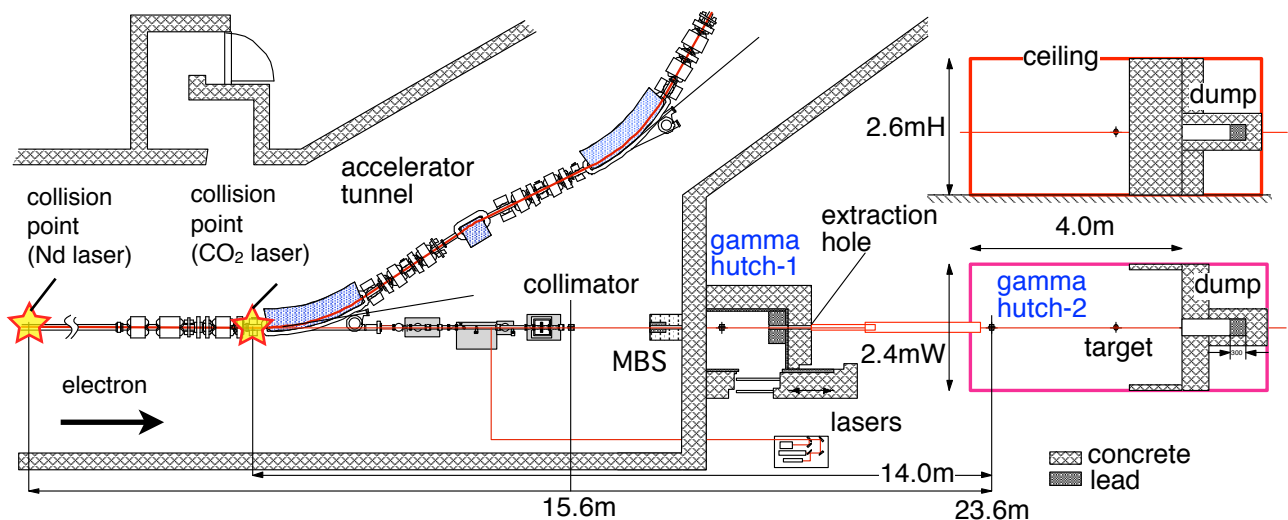 ceiling
dump
2.6mH
4.0m
accelerator
tunnel
collision
point
(Nd laser)
collision
point
(CO₂ laser)
extraction
hole
gamma
hutch-1
collimator
gamma
hutch-2
dump
300
MBS
2.4mW
target
electron
lasers
concrete
lead
14.0m
15.6m
23.6m